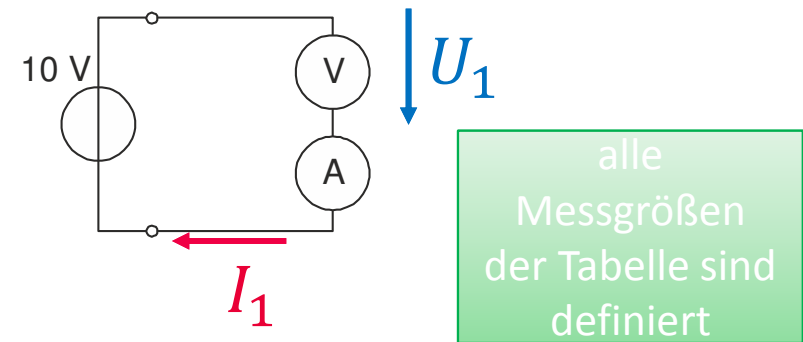 10 V
V
U₁
A
I₁
alle
Messgrößen
der Tabelle sind
definiert